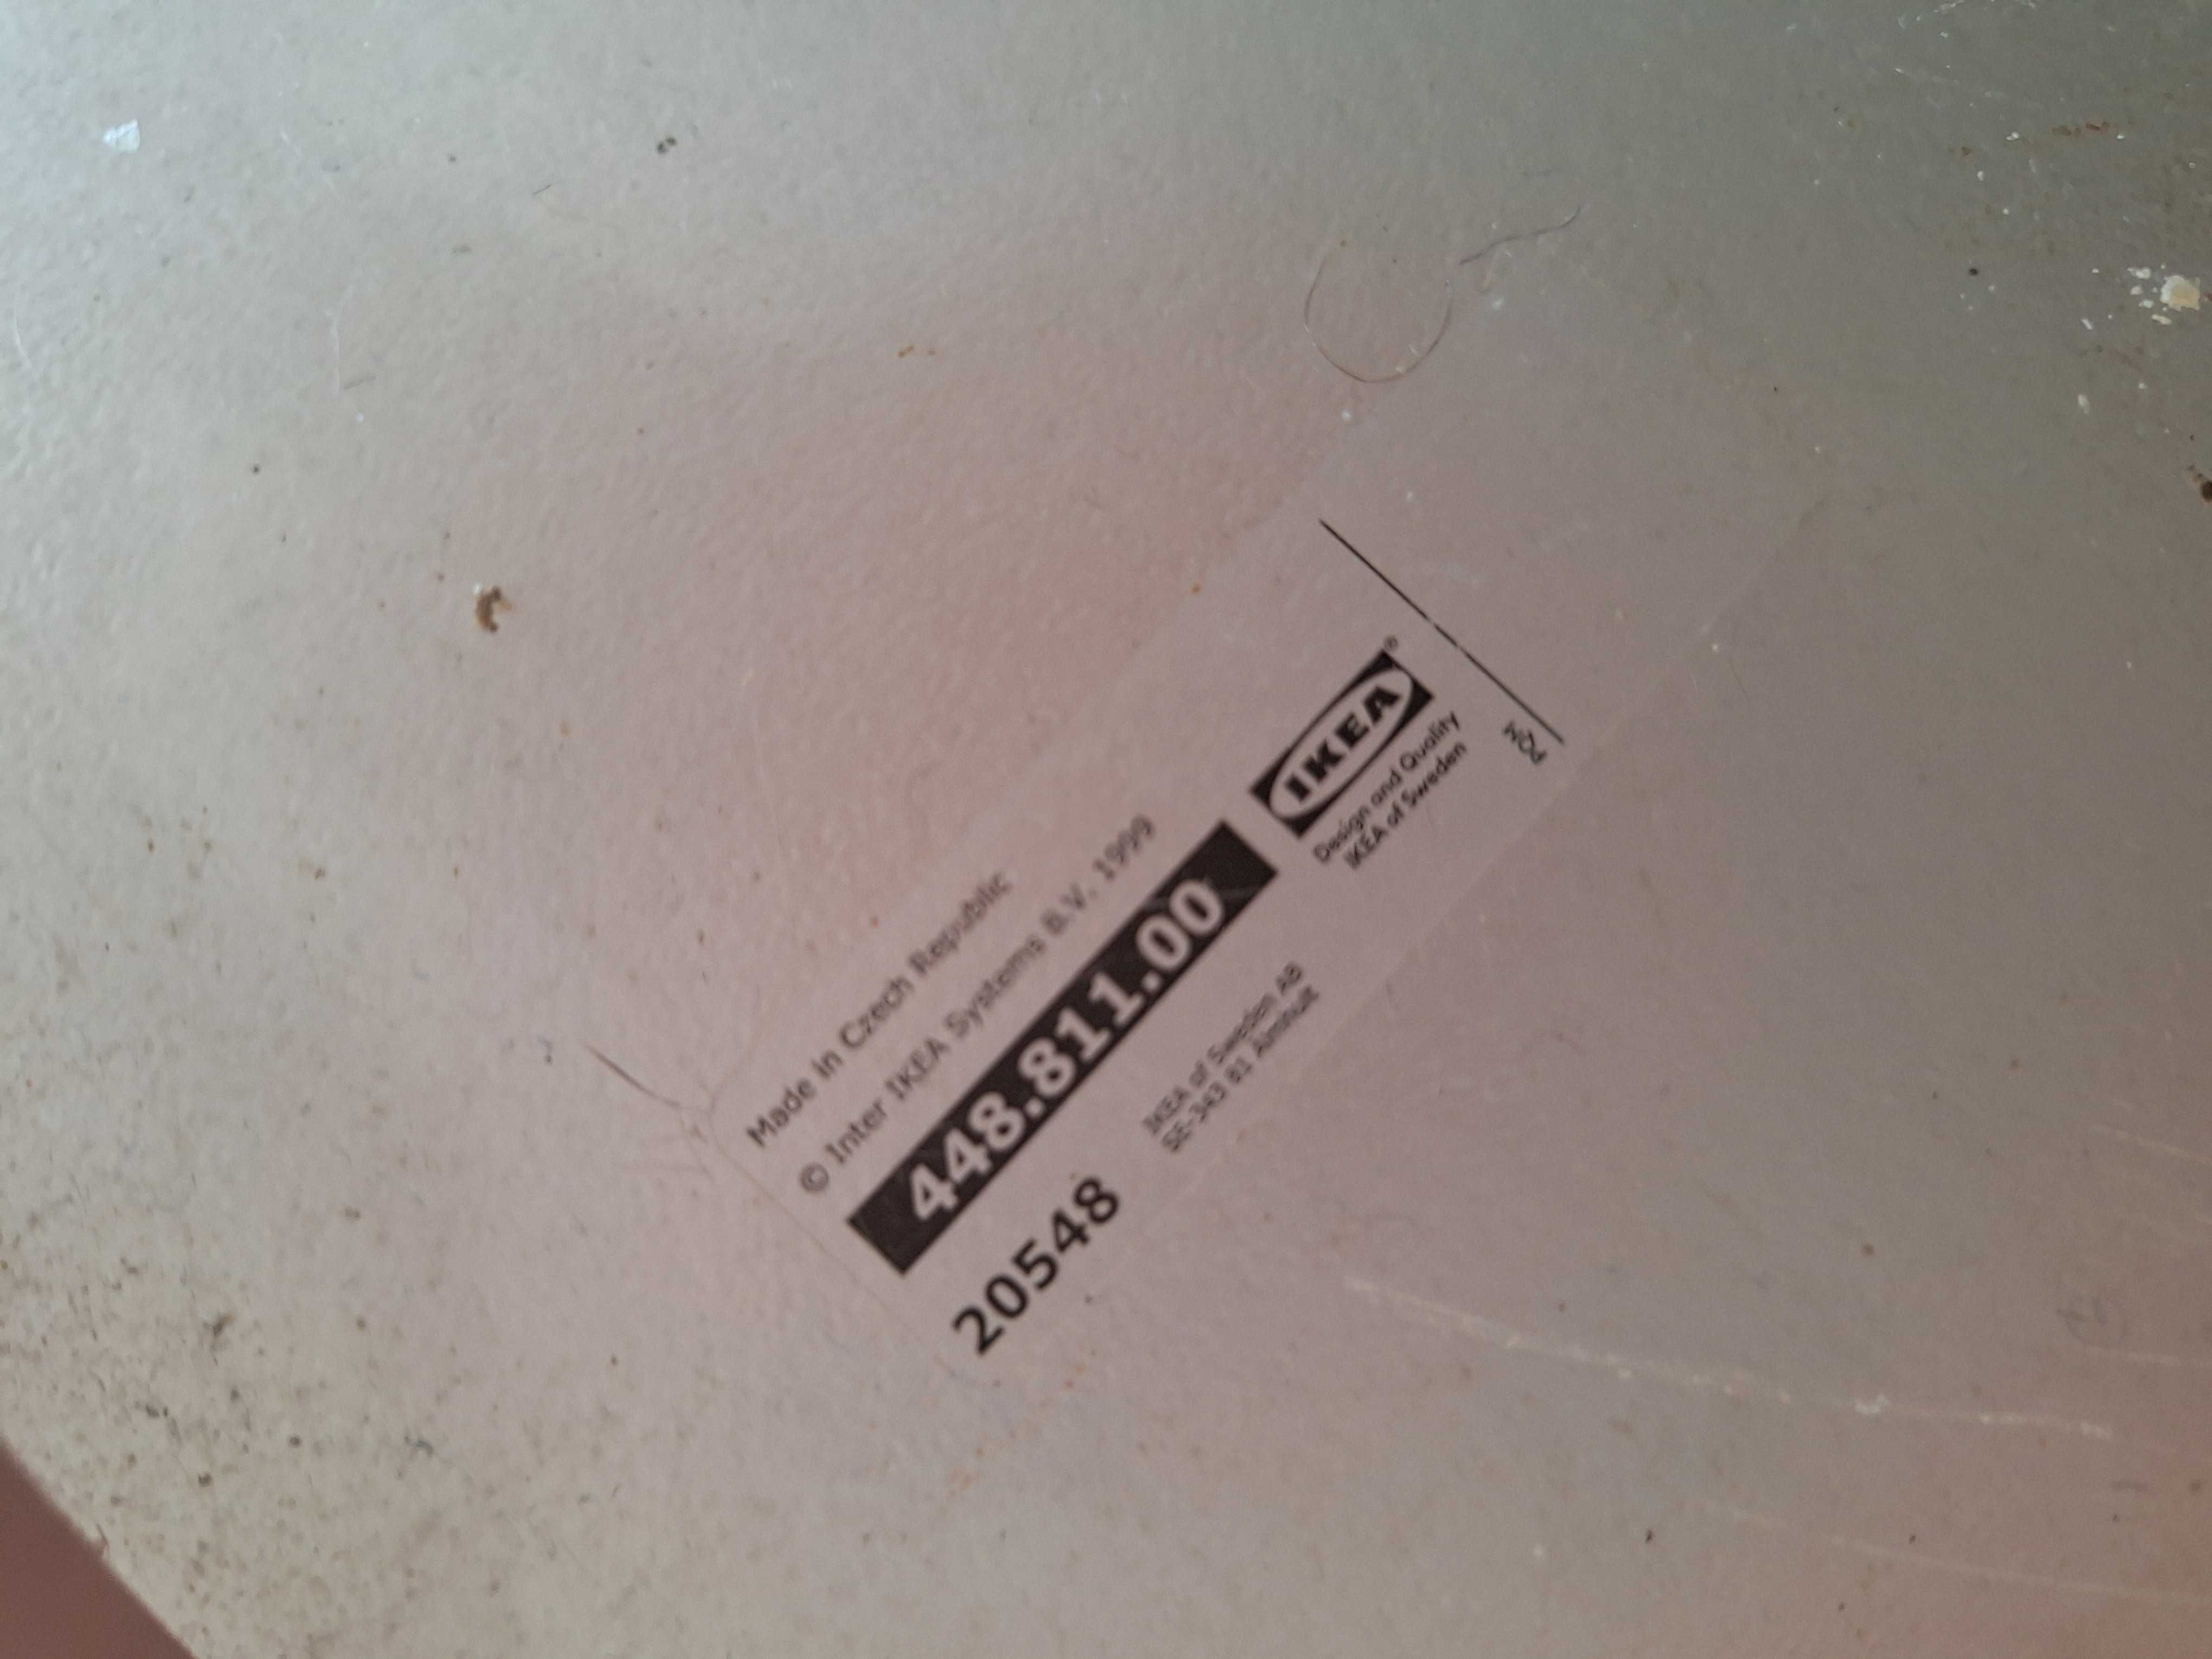 Made in Czech Republic
© Inter IKEA Systems B.V. 1999
448.811.00
20548
IKEA of Sweden AB
SE-343 81 Älmhult
IKEA®
Design and Quality
IKEA of Sweden